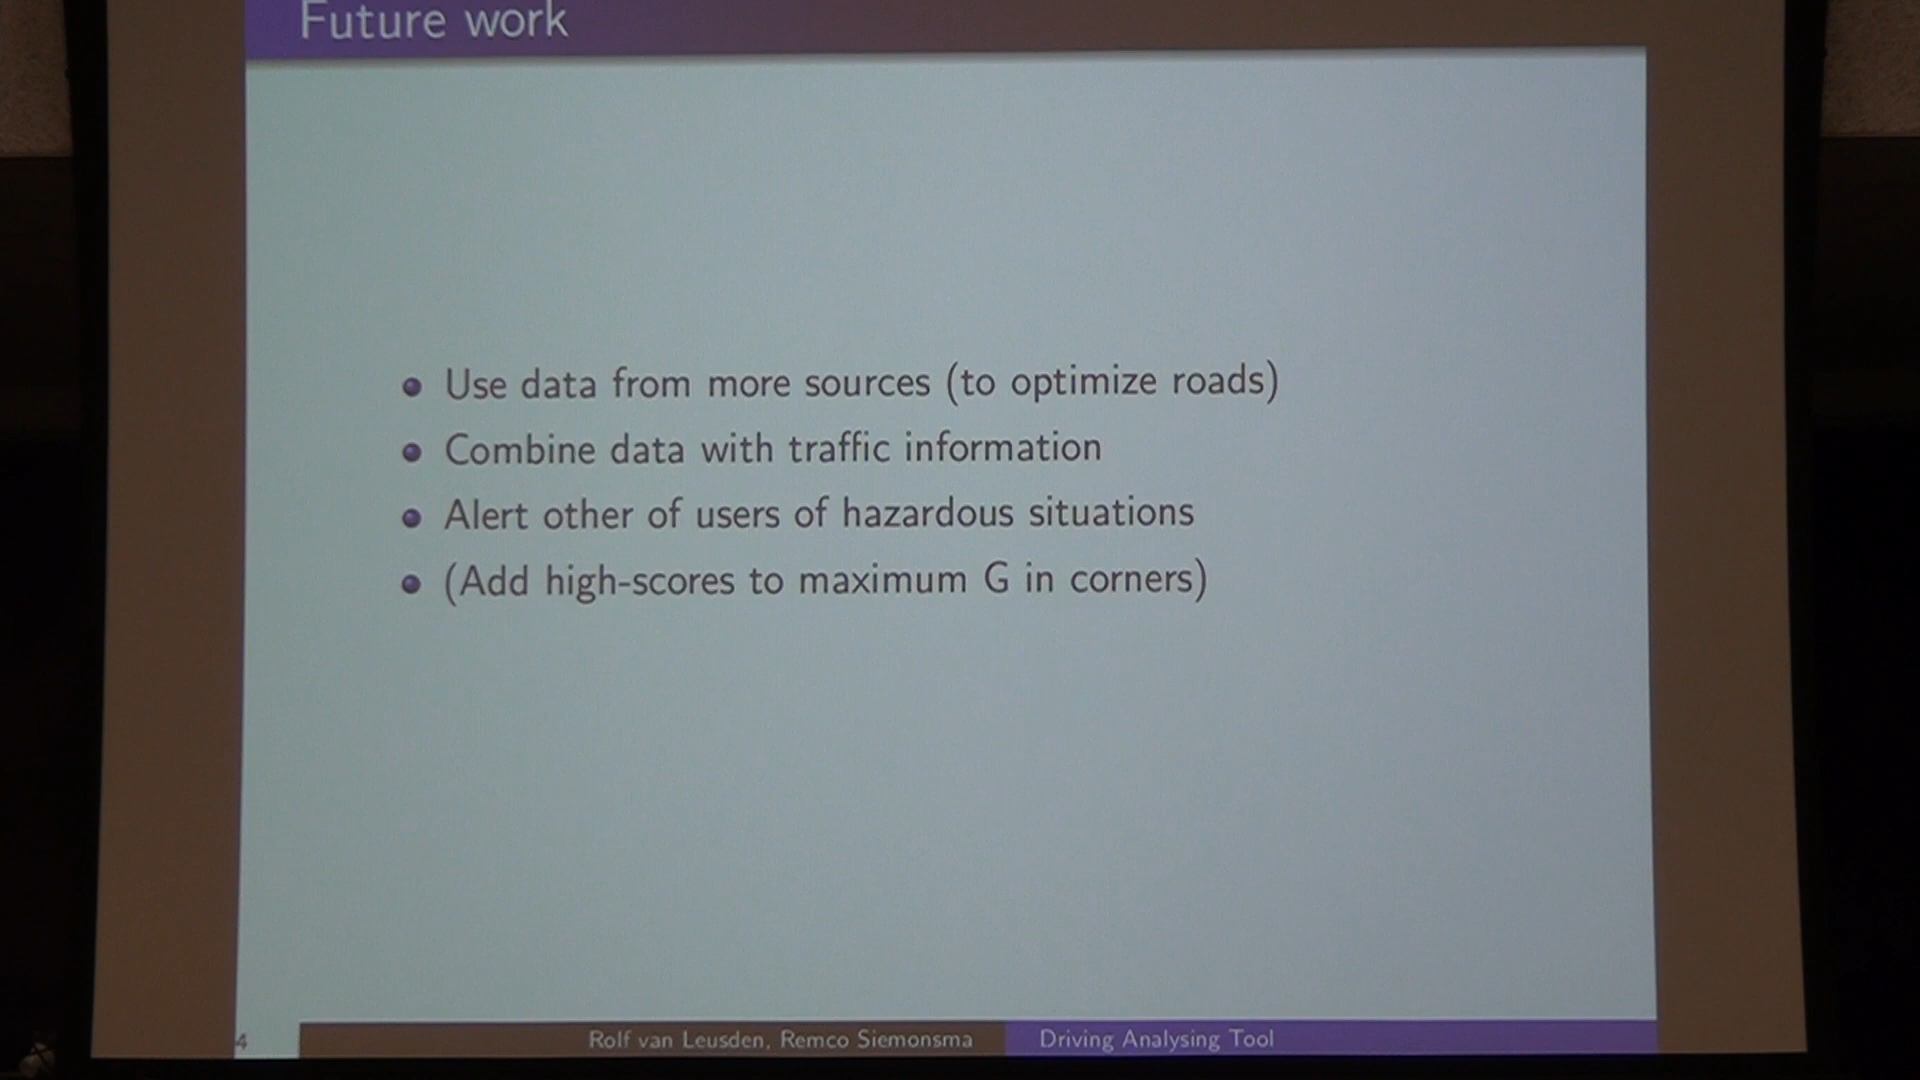 Future work
Use data from more sources (to optimize roads)
Combine data with traffic information
Alert other of users of hazardous situations
(Add high-scores to maximum G in corners)
4
Rolf van Leusden, Remco Siemonsma
Driving Analysing Tool